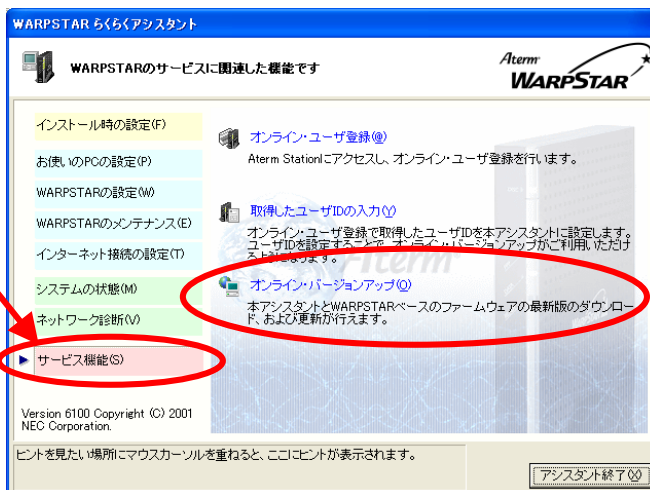 WARPSTAR らくらくアシスタント
WARPSTARのサービスに関連した機能です
Aterm
WARPSTAR
インストール時の設定(F)
お使いのPCの設定(P)
WARPSTARの設定(W)
WARPSTARのメンテナンス(E)
インターネット接続の設定(T)
システムの状態(M)
ネットワーク診断(V)
サービス機能(S)
Version 6100 Copyright (C) 2001
NEC Corporation.
オンライン・ユーザ登録(@)
Aterm Stationにアクセスし、オンライン・ユーザ登録を行います。
取得したユーザIDの入力(Y)
オンライン・ユーザ登録で取得したユーザIDを本アシスタントに設定します。
ユーザIDを設定することで、オンライン・バージョンアップがご利用いただけ
るようになります。
オンライン・バージョンアップ(O)
本アシスタントとWARPSTARベースのファームウェアの最新版のダウンロー
ド、および更新が行えます。
Aterm
ヒントを見たい場所にマウスカーソルを重ねると、ここにヒントが表示されます。
アシスタント終了(X)